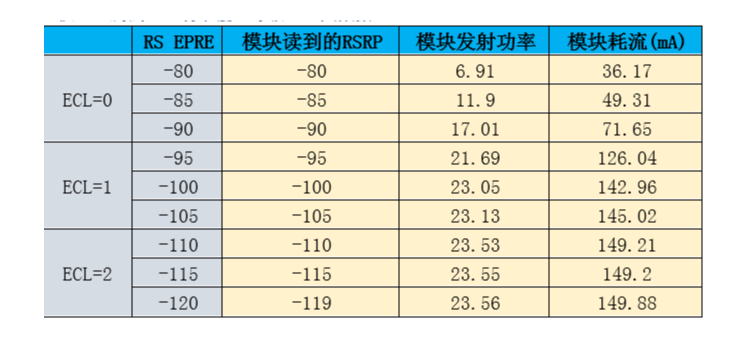 RS EPRE 模块读到的RSRP 模块发射功率 模块耗流(mA)
-80 -80 6.91 36.17
ECL=0 -85 -85 11.9 49.31
-90 -90 17.01 71.65
-95 -95 21.69 126.04
ECL=1 -100 -100 23.05 142.96
-105 -105 23.13 145.02
-110 -110 23.53 149.21
ECL=2 -115 -115 23.55 149.2
-120 -119 23.56 149.88